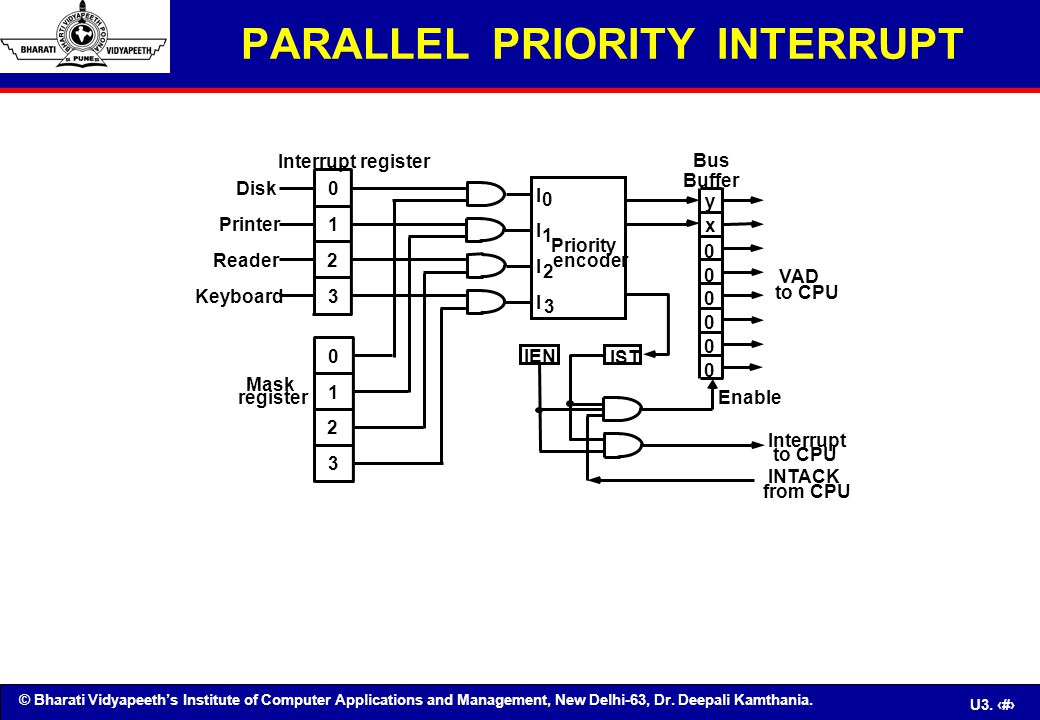 BHARATI VIDYAPEETH
PUNE
PARALLEL PRIORITY INTERRUPT
Interrupt register
Disk 0
Printer 1
Reader 2
Keyboard 3
Mask register
0
1
2
3
I0
I1
I2
I3
Priority
encoder
IEN
IST
Bus
Buffer
y
x
0
0
0
0
0
0
VAD
to CPU
Enable
Interrupt
to CPU
INTACK
from CPU
© Bharati Vidyapeeth's Institute of Computer Applications and Management, New Delhi-63, Dr. Deepali Kamthania.
U3. ‹#›